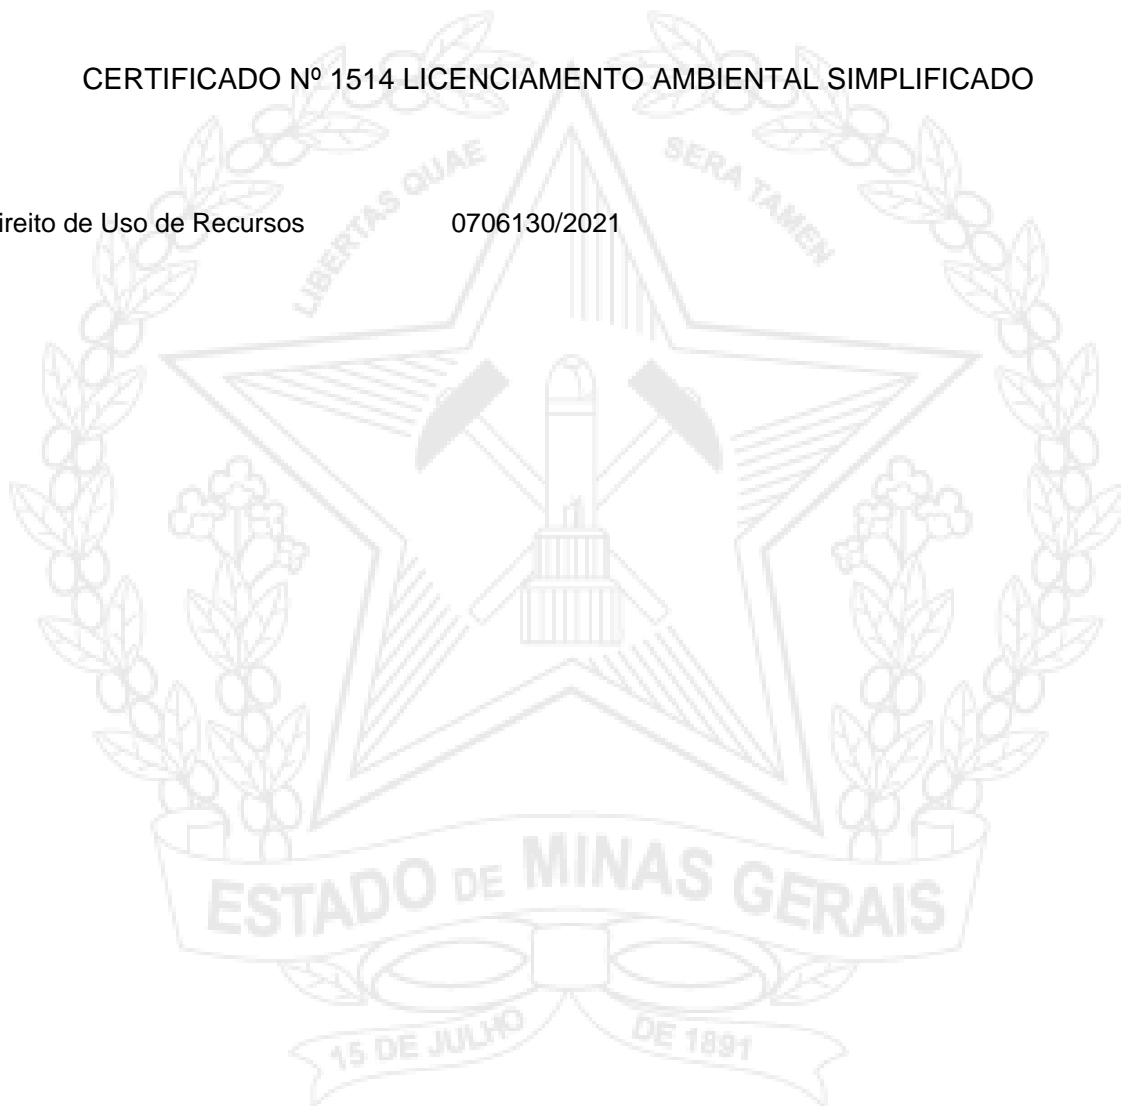 CERTIFICADO Nº 1514 LICENCIAMENTO AMBIENTAL SIMPLIFICADO
LIBERTAS QUAE SERA TAMEN
ireito de Uso de Recursos 0706130/2021
ESTADO DE MINAS GERAIS
15 DE JULHO DE 1891